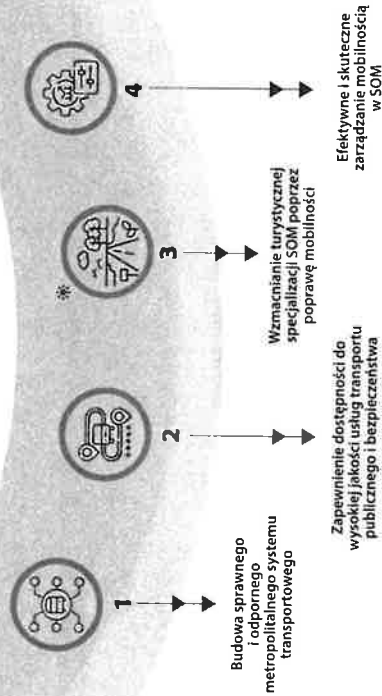 1
Budowa sprawnego
i odpornego
metropolitalnego systemu
transportowego
2
Zapewnienie dostępności do
wysokiej jakości usług transportu
publicznego i bezpieczeństwa
3
Wzmacnianie turystycznej
specjalizacji SOM poprzez
poprawę mobilności
4
Efektywne i skuteczne
zarządzanie mobilnością
w SOM